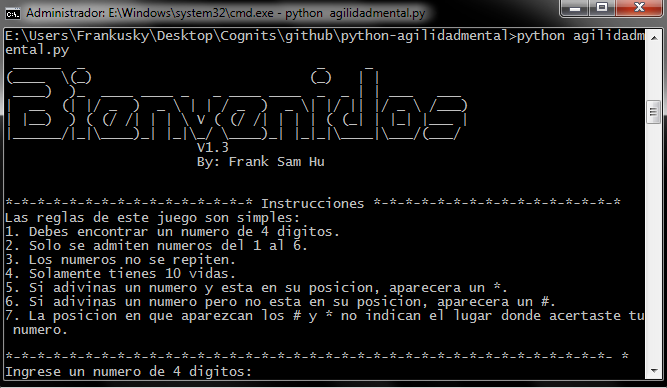 Administrador: E:\Windows\system32\cmd.exe - python  agilidadmental.py
E:\Users\Frankusky\Desktop\Cognits\github\python-agilidadmental>python agilidadm
ental.py
Bienvenidos
V1.3
By: Frank Sam Hu
*-*-*-*-*-*-*-*-*-*-*-*-*-*-* Instrucciones *-*-*-*-*-*-*-*-*-*-*-*-*-*-*
Las reglas de este juego son simples:
1. Debes encontrar un numero de 4 digitos.
2. Solo se admiten numeros del 1 al 6.
3. Los numeros no se repiten.
4. Solamente tienes 10 vidas.
5. Si adivinas un numero y esta en su posicion, aparecera un *.
6. Si adivinas un numero pero no esta en su posicion, aparecera un #.
7. La posicion en que aparezcan los # y * no indican el lugar donde acertaste tu
 numero.
*-*-*-*-*-*-*-*-*-*-*-*-*-*-*-*-*-*-*-*-*-*-*-*-*-*-*-*-*-*-*-*-*-*-*-*-*- *
Ingrese un numero de 4 digitos: